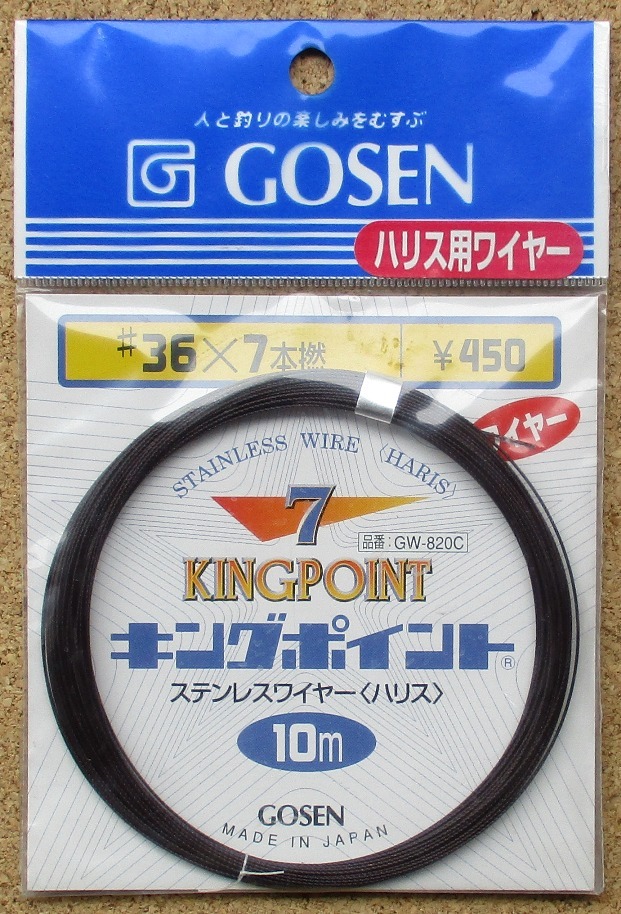 人と釣りの楽しみをむすぶ
GOSEN
ハリス用ワイヤー
#36×7本撚 ¥450
イヤー
STAINLESS WIRE 〈HARIS〉
7
品番:GW-820C
KINGPOINT
キングポイント®
ステンレスワイヤー〈ハリス〉
10m
GOSEN
MADE IN JAPAN